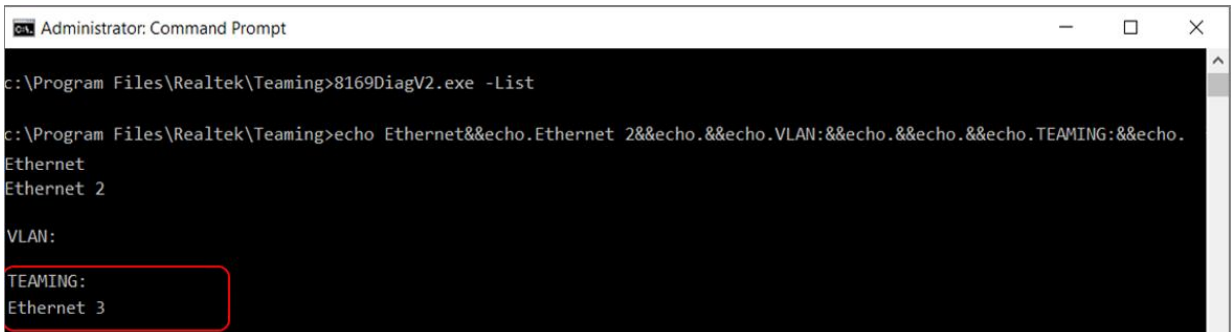 Administrator: Command Prompt
c:\Program Files\Realtek\Teaming>8169DiagV2.exe -List
c:\Program Files\Realtek\Teaming>echo Ethernet&&echo.Ethernet 2&&echo.&&echo.VLAN:&&echo.&&echo.&&echo.TEAMING:&&echo.
Ethernet
Ethernet 2
VLAN:
TEAMING:
Ethernet 3